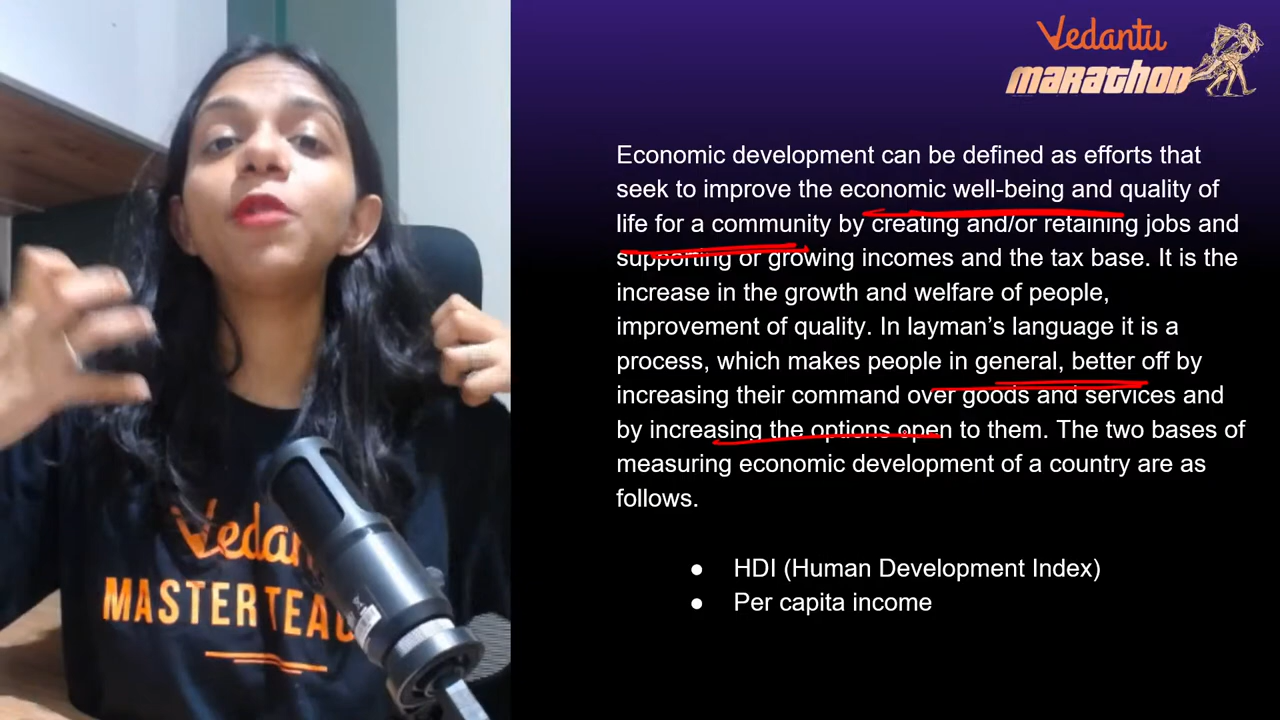 Vedantu
MARATHON
Economic development can be defined as efforts that
seek to improve the economic well-being and quality of
life for a community by creating and/or retaining jobs and
supporting or growing incomes and the tax base. It is the
increase in the growth and welfare of people,
improvement of quality. In layman’s language it is a
process, which makes people in general, better off by
increasing their command over goods and services and
by increasing the options open to them. The two bases of
measuring economic development of a country are as
follows.
● HDI (Human Development Index)
● Per capita income
Vedan
MASTER TEAC